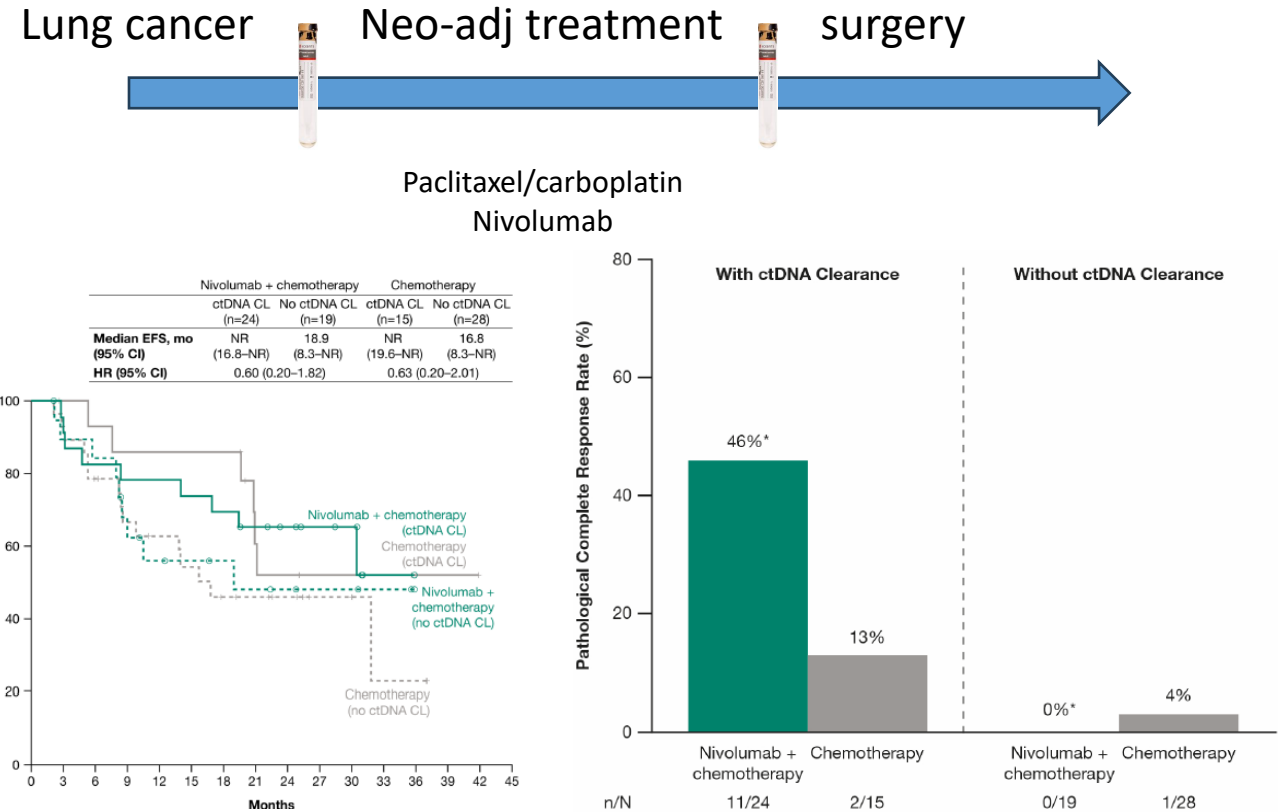 Lung cancer Neo-adj treatment surgery
Paclitaxel/carboplatin
Nivolumab
Nivolumab + chemotherapy Chemotherapy
ctDNA CL No ctDNA CL ctDNA CL No ctDNA CL
(n=24) (n=19) (n=15) (n=28)
Median EFS, mo NR 18.9 NR 16.8
(95% CI) (16.8–NR) (8.3–NR) (19.6–NR) (8.3–NR)
HR (95% CI) 0.60 (0.20–1.82) 0.63 (0.20–2.01)
100
80
60
40
20
0
Nivolumab + chemotherapy
(ctDNA CL)
Chemotherapy
(ctDNA CL)
Nivolumab +
chemotherapy
(no ctDNA CL)
Chemotherapy
(no ctDNA CL)
0 3 6 9 12 15 18 21 24 27 30 33 36 39 42 45
Months
Pathological Complete Response Rate (%)
80
60
40
20
0
With ctDNA Clearance Without ctDNA Clearance
46%*
13%
0%*
4%
Nivolumab + Chemotherapy Nivolumab + Chemotherapy
chemotherapy chemotherapy
n/N 11/24 2/15 0/19 1/28